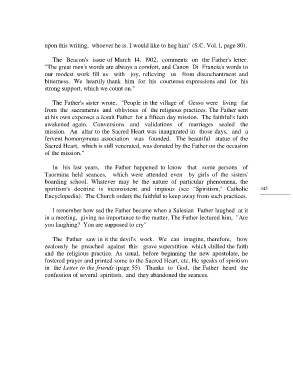 upon this writing, whoever he is. I would like to hug him" (S.C. Vol. I, page 80).
The Beacon's issue of March 14, 1902, comments on the Father's letter:
"The great men's words are always a comfort, and Canon Di Francia's words to
our modest work fill us with joy, relieving us from disenchantment and
bitterness. We heartily thank him for his courteous expressions and for his
strong support, which we count on."
The Father's sister wrote, "People in the village of Gesso were living far
from the sacraments and oblivious of the religious practices. The Father sent
at his own expenses a Jesuit Father for a fifteen day mission. The faithful's faith
awakened again. Conversions and validations of marriages sealed the
mission. An altar to the Sacred Heart was inaugurated in those days, and a
fervent homonymous association was founded. The beautiful statue of the
Sacred Heart, which is still venerated, was donated by the Father on the occasion
of the mission."
In his last years, the Father happened to know that some persons of
Taormina held seances, which were attended even by girls of the sisters'
boarding school. Whatever may be the nature of particular phenomena, the
spiritism's doctrine is inconsistent and impious (see "Spiritism," Catholic
Encyclopedia). The Church orders the faithful to keep away from such practices.
I remember how sad the Father became when a Salesian Father laughed at it
in a meeting, giving no importance to the matter. The Father lectured him, "Are
you laughing? You are supposed to cry"
The Father saw in it the devil's work. We can imagine, therefore, how
zealously he preached against this grave superstition which chilled the faith
and the religious practice. As usual, before beginning the new apostolate, he
fostered prayer and printed some to the Sacred Heart, etc. He speaks of spiritism
in the Letter to the friends (page 55). Thanks to God, the Father heard the
confession of several spiritists, and they abandoned the seances.